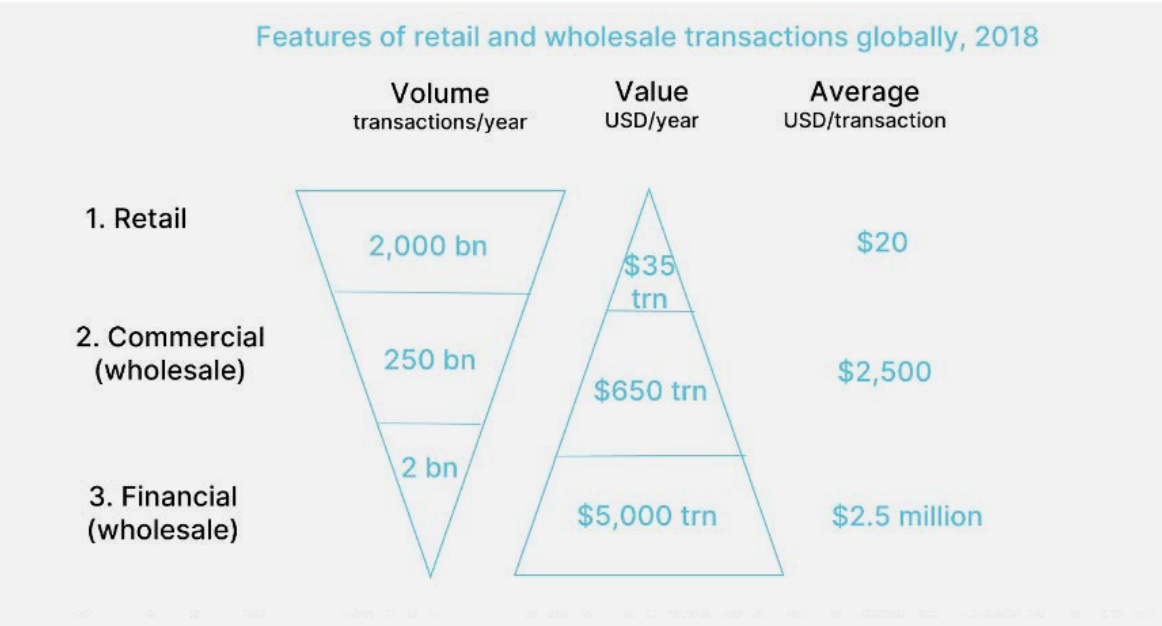 Features of retail and wholesale transactions globally, 2018
Volume
transactions/year
Value
USD/year
Average
USD/transaction
1. Retail
2,000 bn
$35
trn
$20
2. Commercial
(wholesale)
250 bn
$650 trn
$2,500
3. Financial
(wholesale)
2 bn
$5,000 trn
$2.5 million